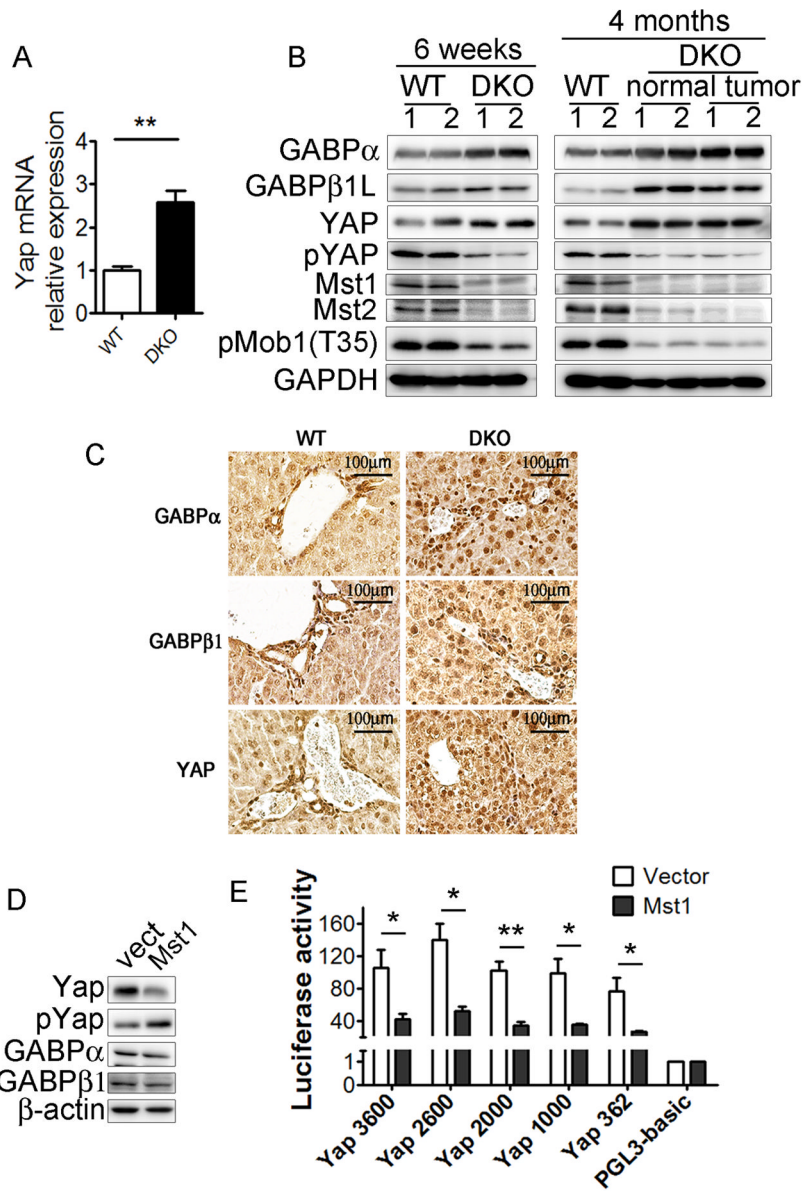 A
**
Yap mRNA
relative expression
4
3
2
1
0
WT
DKO
B
6 weeks
WT DKO
1 2 1 2
4 months
DKO
WT normal tumor
1 2 1 2 1 2
GABPα
GABPβ1L
YAP
pYAP
Mst1
Mst2
pMob1(T35)
GAPDH
C
WT DKO
GABPα
100µm 100µm
GABPβ1
100µm 100µm
YAP
100µm 100µm
D
vect Mst1
Yap
pYap
GABPα
GABPβ1
β-actin
E
Vector
Mst1
Luciferase activity
160
120
80
40
1
0
* * ** * *
Yap 3600
Yap 2600
Yap 2000
Yap 1000
Yap 362
PGL3-basic